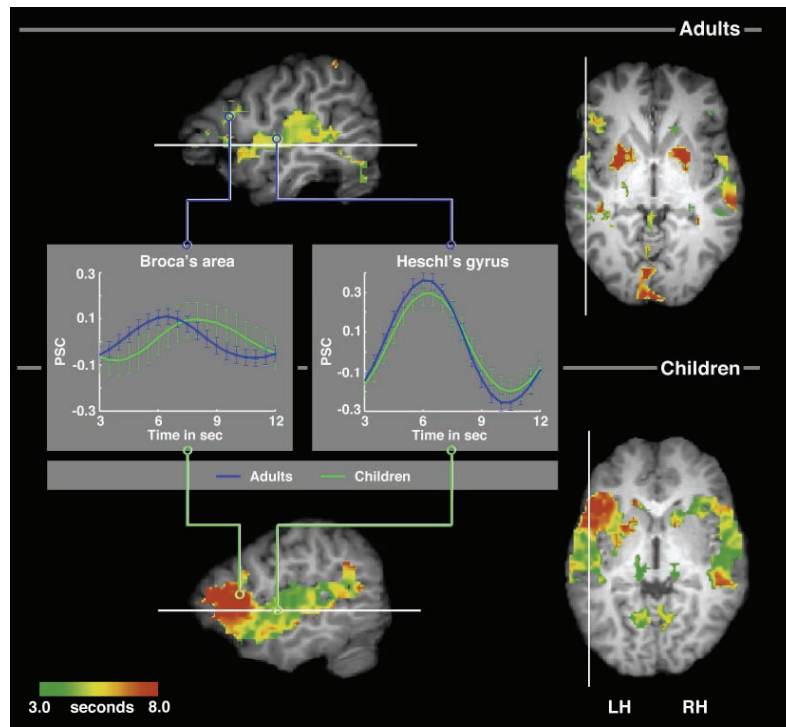 Adults
Broca's area
0.3
0.1
-0.1
-0.3
PSC
3 6 9 12
Time in sec
Heschl's gyrus
0.3
0.1
-0.1
-0.3
PSC
3 6 9 12
Time in sec
Children
Adults Children
3.0 seconds 8.0
LH RH